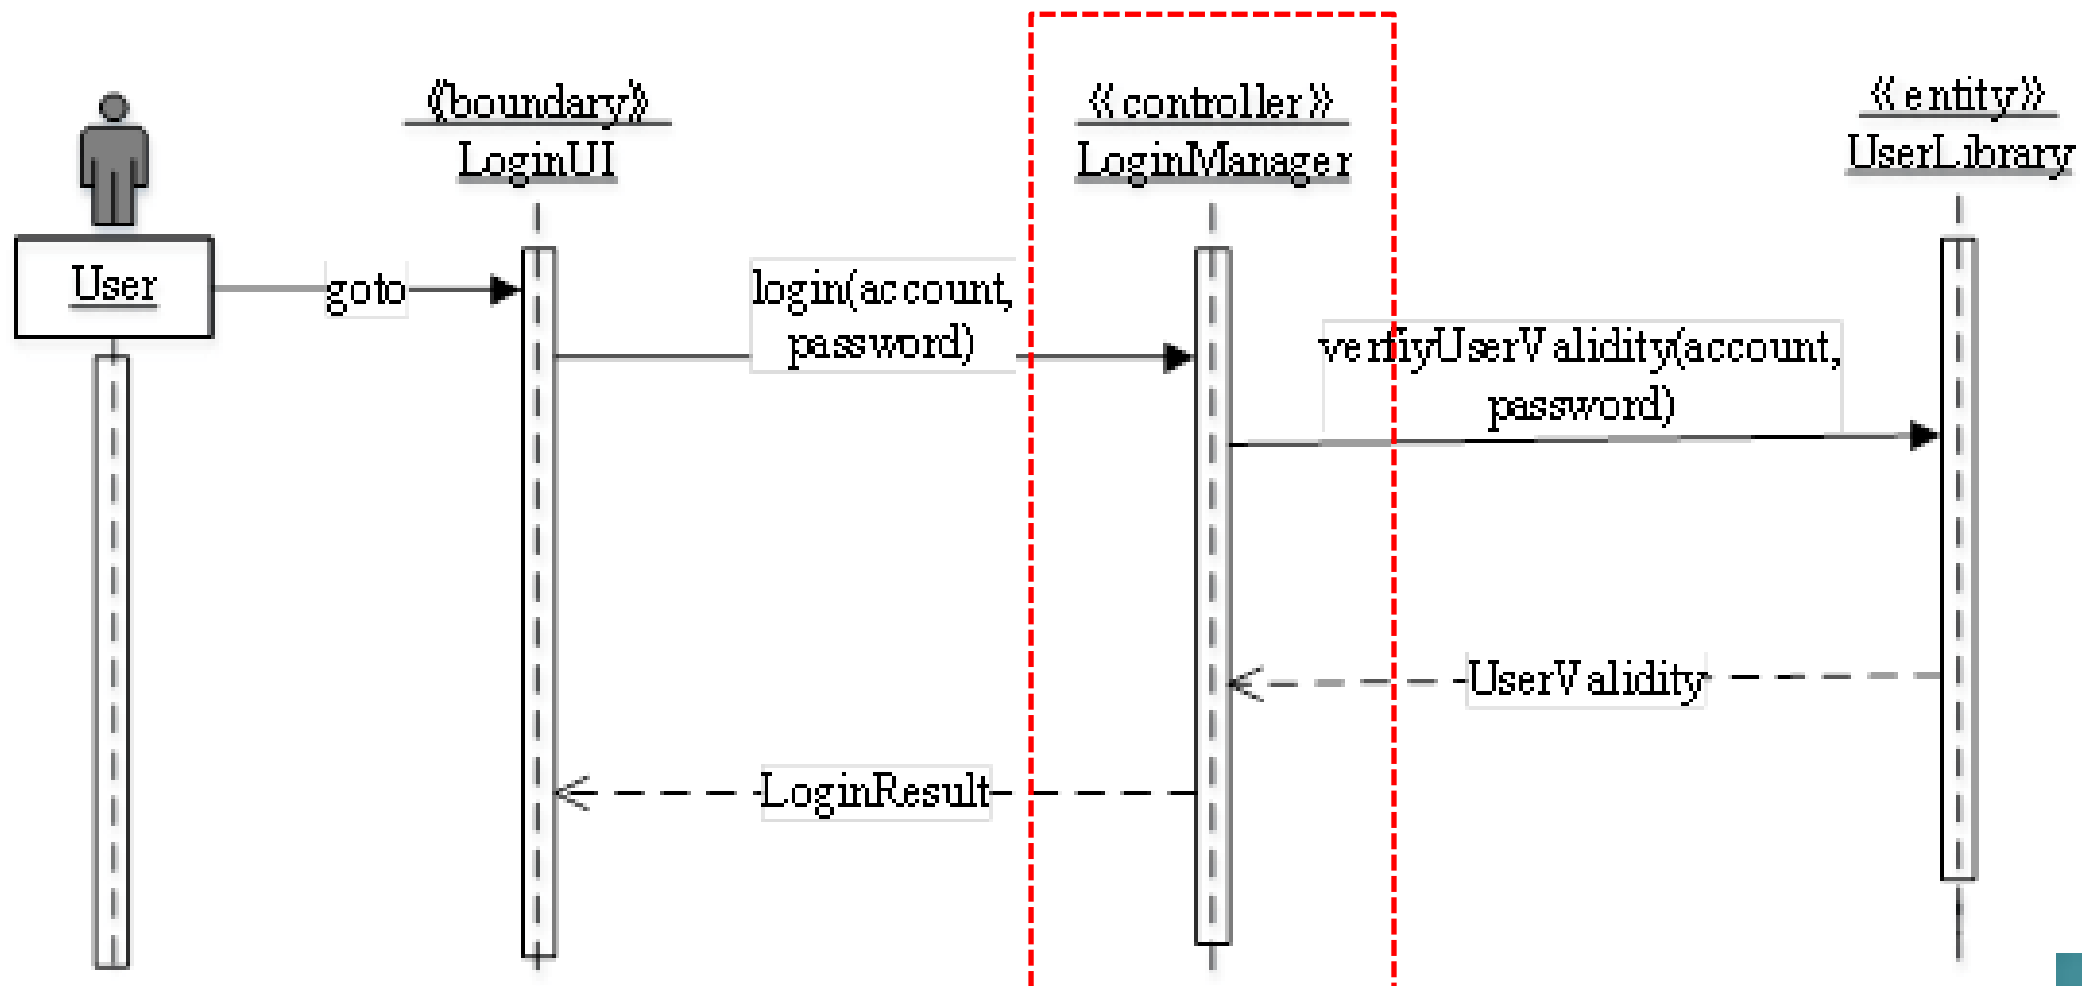 《boundary》
LoginUI
《controller》
LoginManager
《entity》
UserLibrary
User
goto
login(account,
password)
verfiyUserValidity(account,
password)
UserValidity
LoginResult